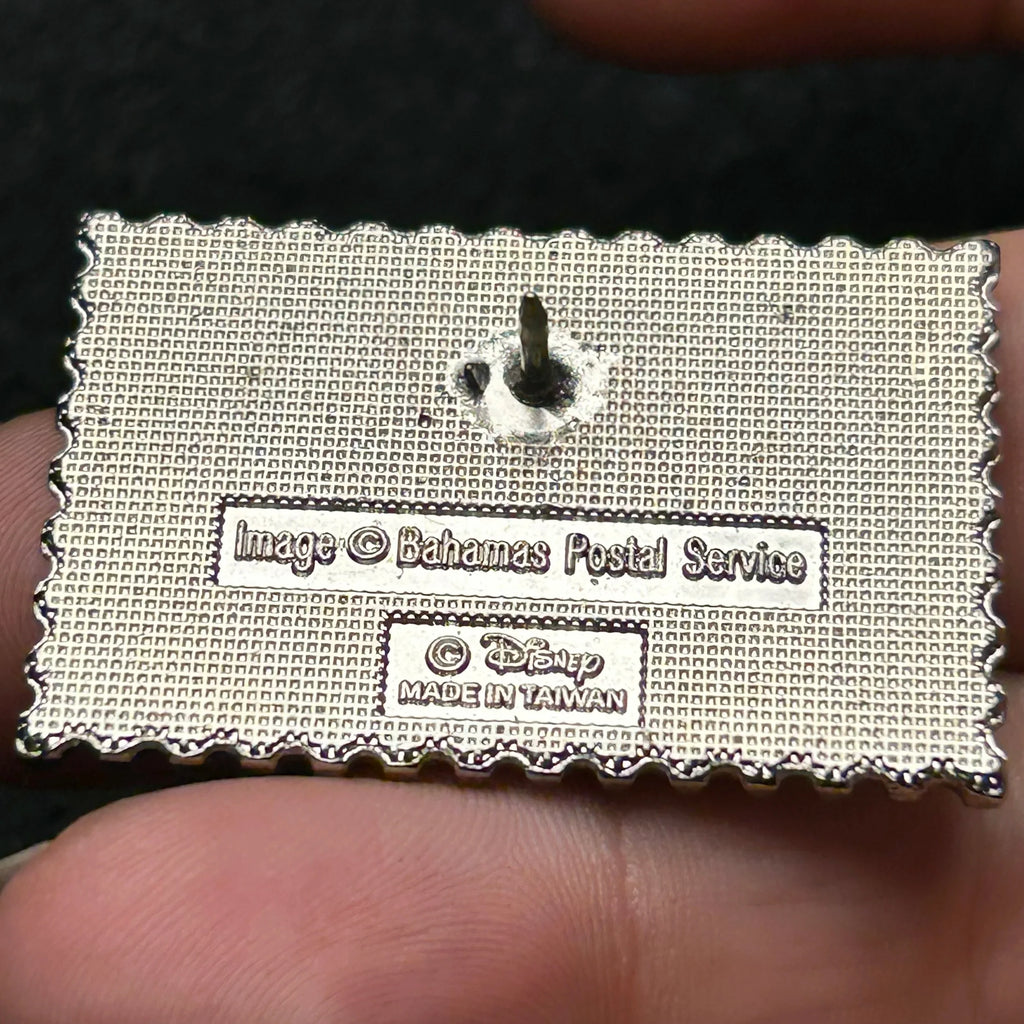 Image © Bahamas Postal Service
© Disney
MADE IN TAIWAN